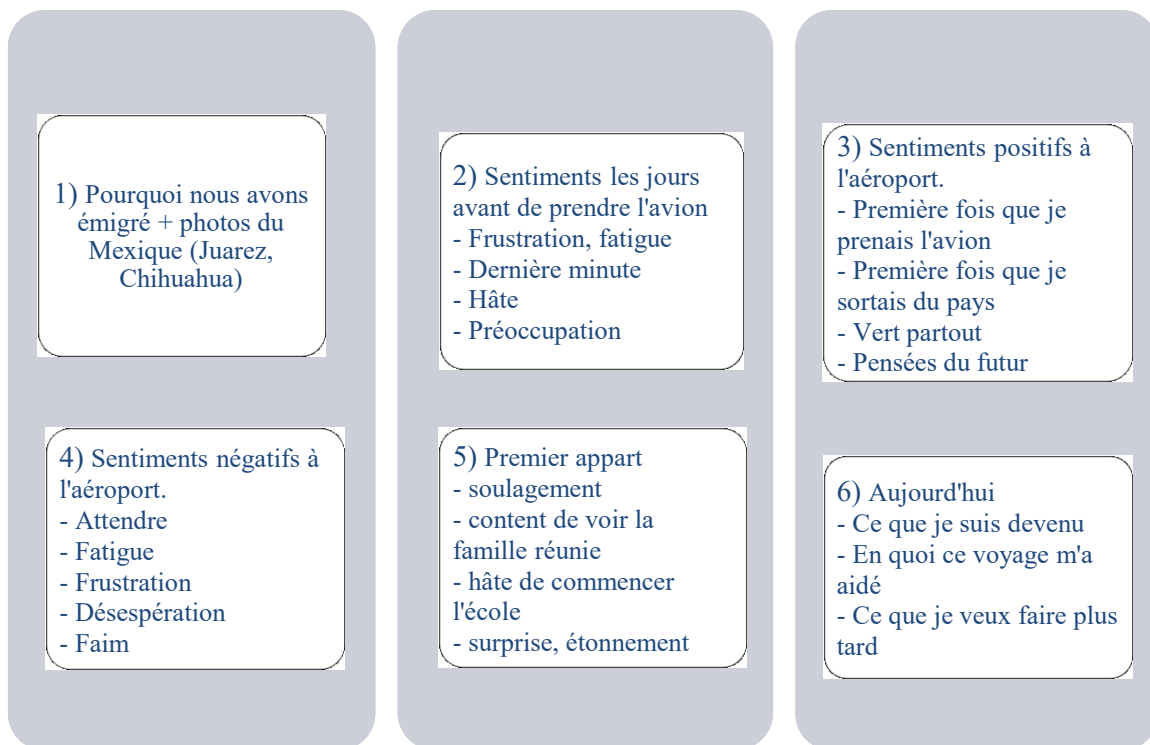 1) Pourquoi nous avons
émigré + photos du
Mexique (Juarez,
Chihuahua)
2) Sentiments les jours
avant de prendre l'avion
- Frustration, fatigue
- Dernière minute
- Hâte
- Préoccupation
3) Sentiments positifs à
l'aéroport.
- Première fois que je
prenais l'avion
- Première fois que je
sortais du pays
- Vert partout
- Pensées du futur
4) Sentiments négatifs à
l'aéroport.
- Attendre
- Fatigue
- Frustration
- Désespération
- Faim
5) Premier appart
- soulagement
- content de voir la
famille réunie
- hâte de commencer
l'école
- surprise, étonnement
6) Aujourd'hui
- Ce que je suis devenu
- En quoi ce voyage m'a
aidé
- Ce que je veux faire plus
tard